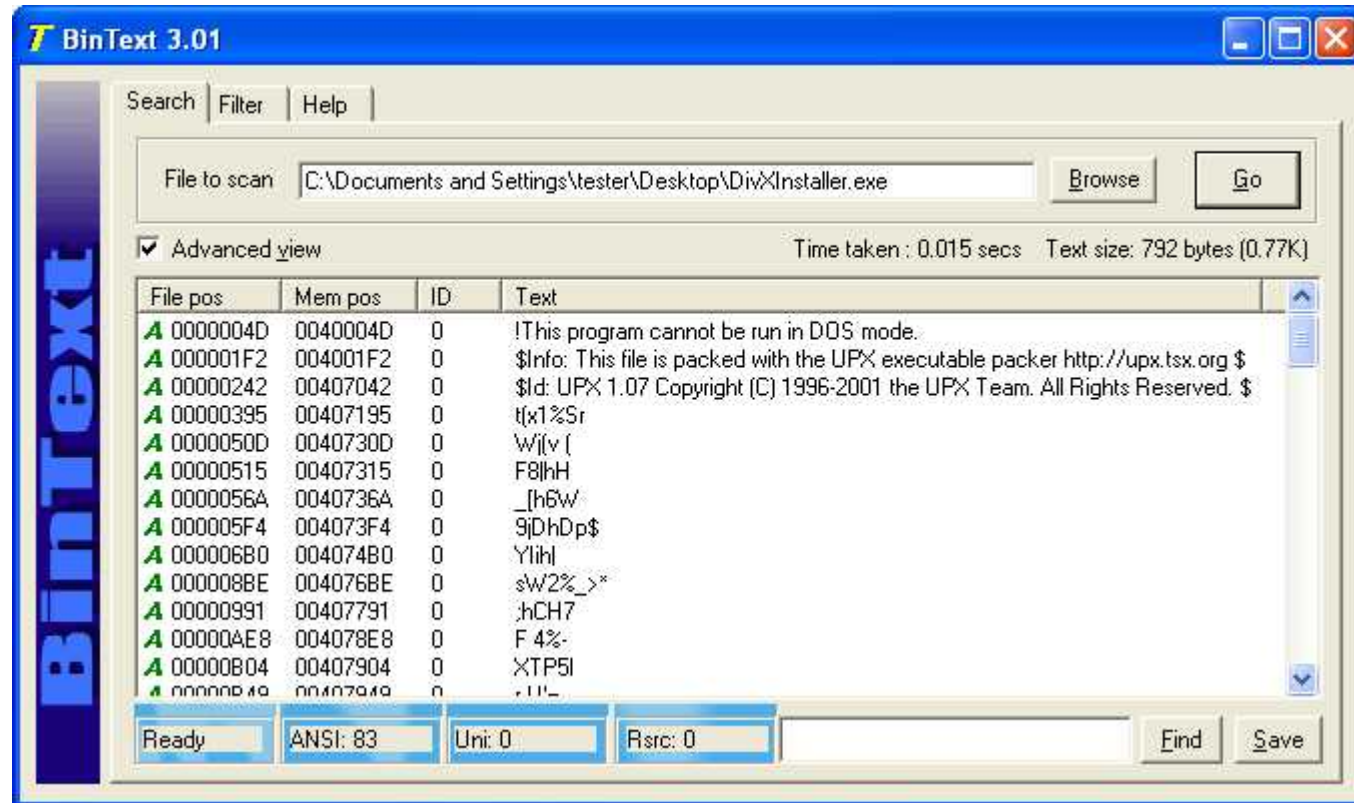 BinText 3.01
BinText
Search Filter Help
File to scan C:\Documents and Settings\tester\Desktop\DivXInstaller.exe Browse Go
Advanced view Time taken : 0.015 secs Text size: 792 bytes (0.77K)
File pos Mem pos ID Text
A 0000004D 0040004D 0 !This program cannot be run in DOS mode.
A 000001F2 004001F2 0 $Info: This file is packed with the UPX executable packer http://upx.tsx.org $
A 00000242 00407042 0 $Id: UPX 1.07 Copyright (C) 1996-2001 the UPX Team. All Rights Reserved. $
A 00000395 00407195 0 t(x1%Sr
A 0000050D 0040730D 0 Wj(v (
A 00000515 00407315 0 F8|hH
A 0000056A 0040736A 0 _[h6W
A 000005F4 004073F4 0 9jDhDp$
A 000006B0 004074B0 0
A 000008BE 004076BE 0 sW2%_>*
A 00000991 00407791 0 ;hCH7
A 00000AE8 004078E8 0 F 4%-
A 00000B04 00407904 0
A 00000B49 00407949 0
Ready ANSI: 83 Uni: 0 Rsrc: 0 Find Save